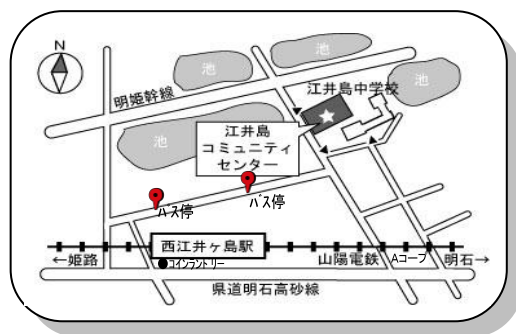 N
池
池
池
池
明姫幹線
江井島中学校
江井島
コミュニティ
センター
バス停
バス停
西江井ヶ島駅
←姫路
コインラントリー
山陽電鉄
Aコープ
明石→
県道明石高砂線